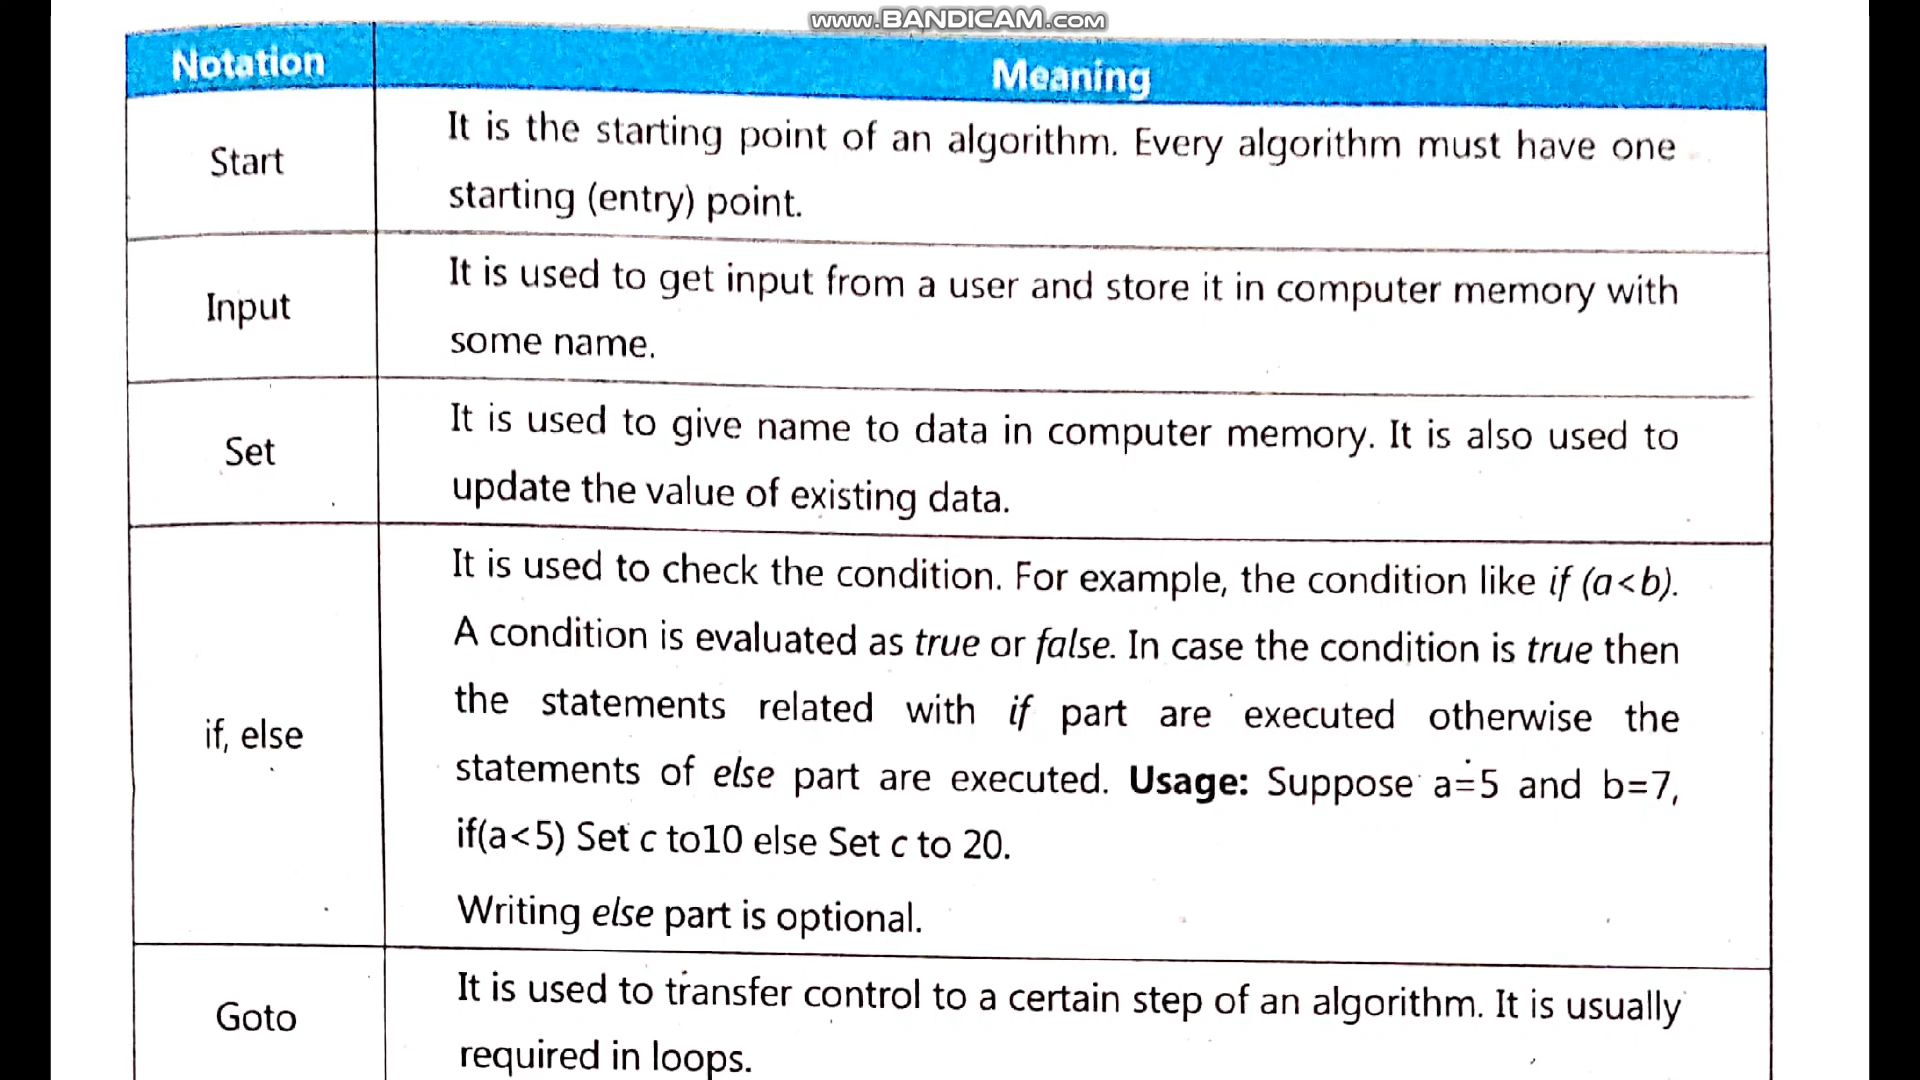 www.BANDICAM.com
Notation
Meaning
Start
It is the starting point of an algorithm. Every algorithm must have one
starting (entry) point.
Input
It is used to get input from a user and store it in computer memory with
some name.
Set
It is used to give name to data in computer memory. It is also used to
update the value of existing data.
if, else
It is used to check the condition. For example, the condition like if (a<b).
A condition is evaluated as true or false. In case the condition is true then
the statements related with if part are executed otherwise the
statements of else part are executed. Usage: Suppose a=5 and b=7,
if(a<5) Set c to10 else Set c to 20.
Writing else part is optional.
Goto
It is used to transfer control to a certain step of an algorithm. It is usually
required in loops.